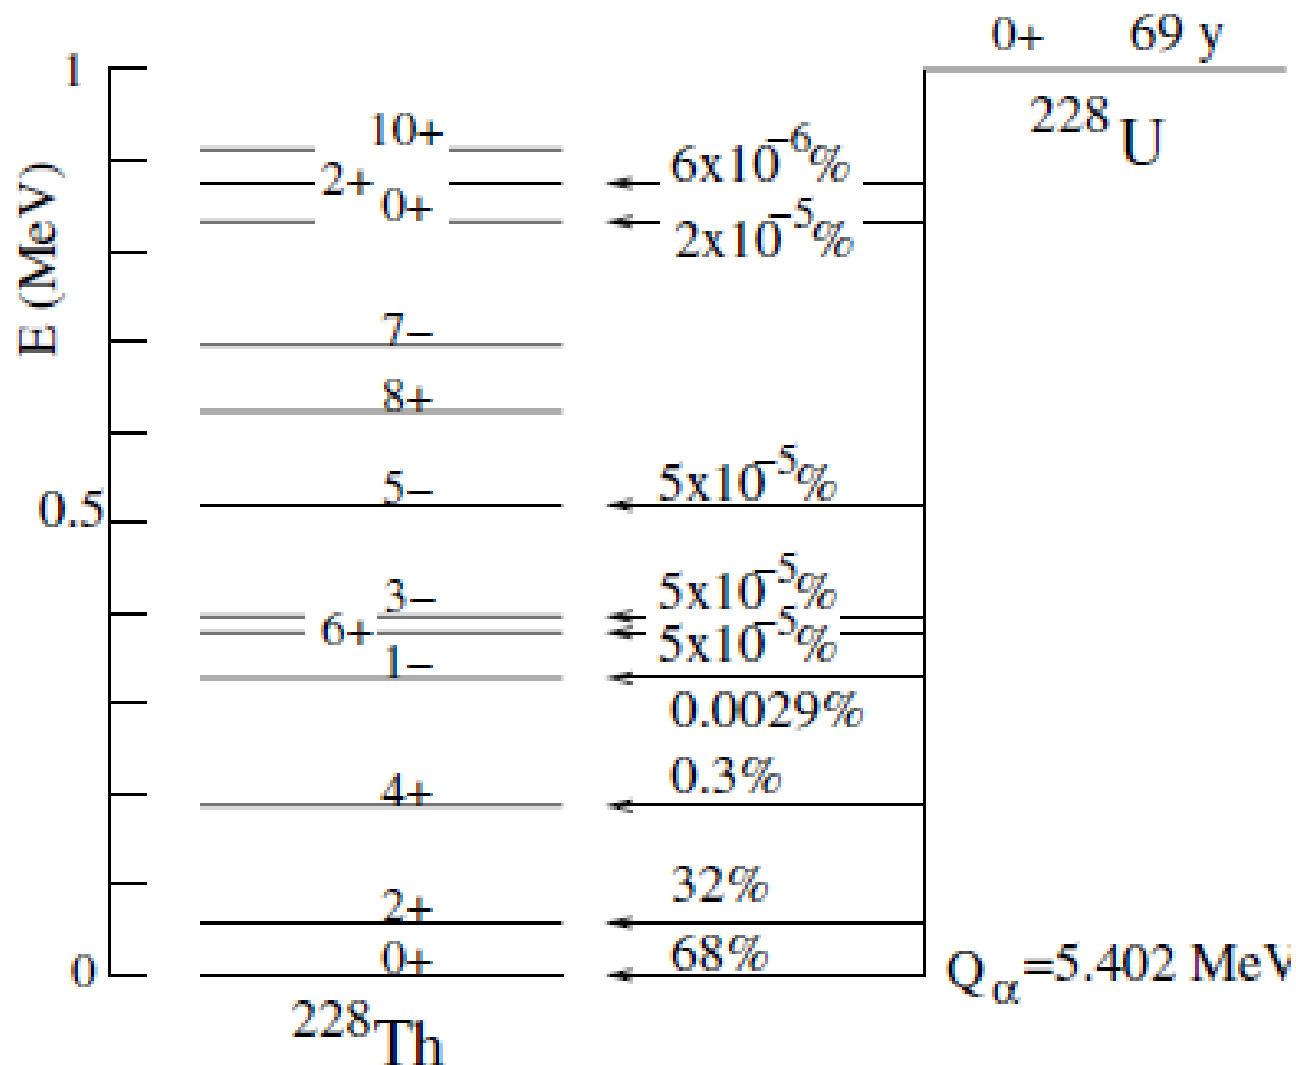 0+ 69 y
1
²²⁸U
10+
6x10⁻⁶%
2+
0+
2x10⁻⁵%
E (MeV)
7–
8+
5–
5x10⁻⁵%
0.5
3–
5x10⁻⁵%
6+
5x10⁻⁵%
1–
0.0029%
0.3%
4+
32%
2+
0+
68%
0
Qα=5.402 MeV
²²⁸Th